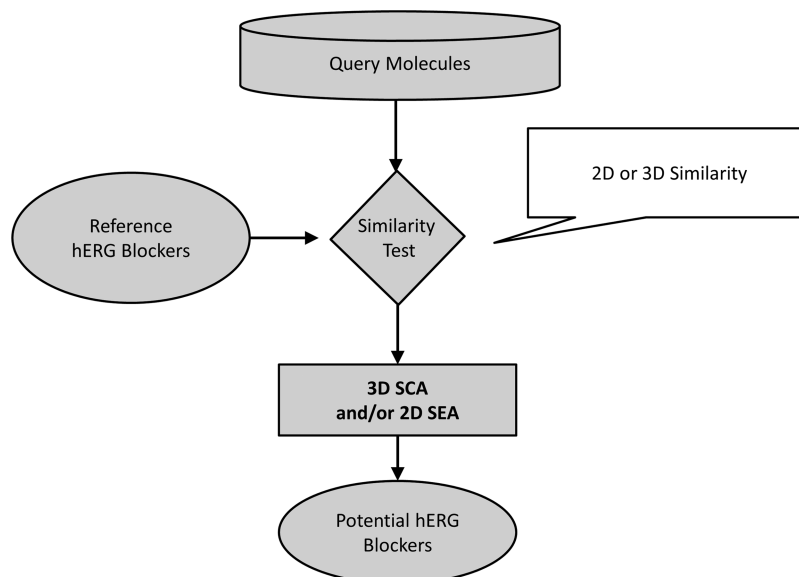 Query Molecules
2D or 3D Similarity
Reference
hERG Blockers
Similarity
Test
3D SCA
and/or 2D SEA
Potential hERG
Blockers